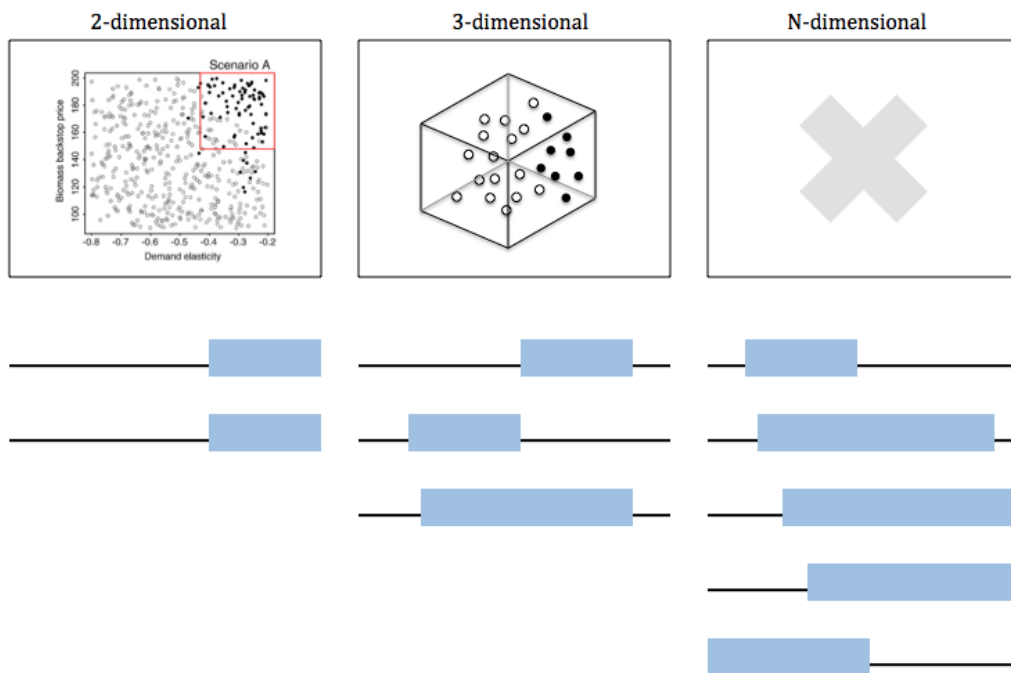 2-dimensional
3-dimensional
N-dimensional
Scenario A
Biomass backstop price
200
180
160
140
120
100
-0.8 -0.7 -0.6 -0.5 -0.4 -0.3 -0.2
Demand elasticity